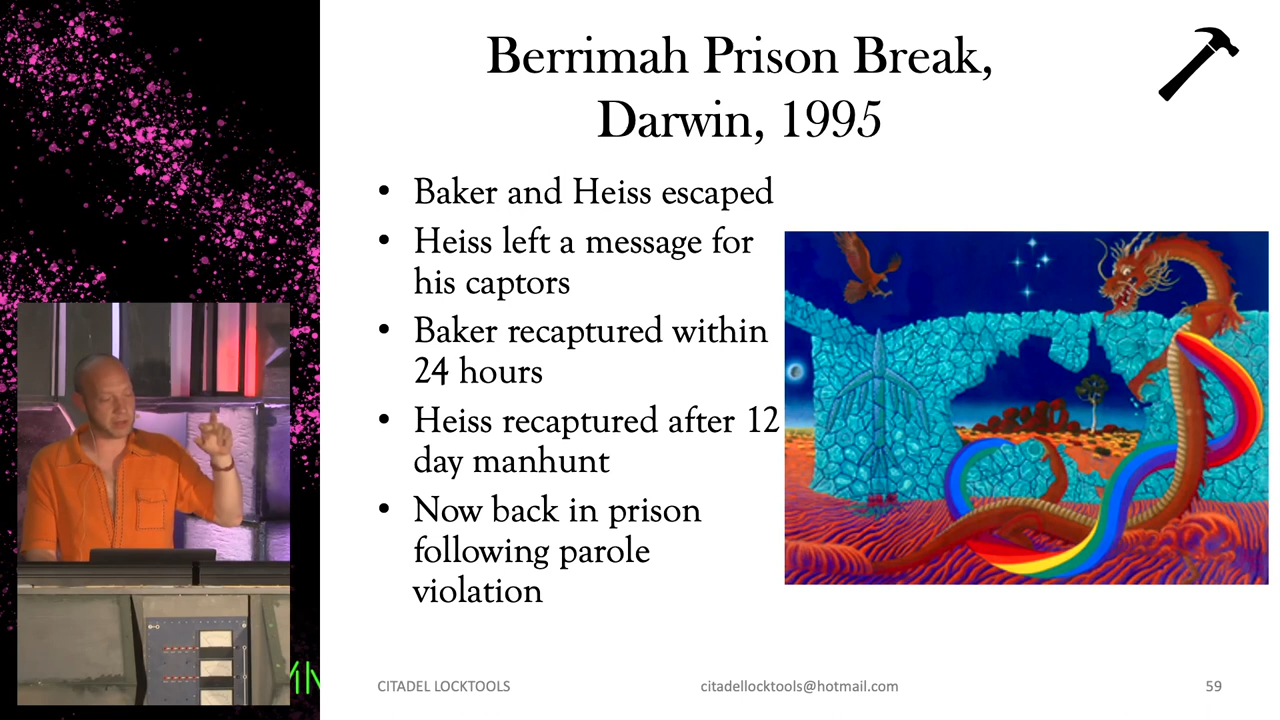 Berrimah Prison Break,
Darwin, 1995
• Baker and Heiss escaped
• Heiss left a message for
his captors
• Baker recaptured within
24 hours
• Heiss recaptured after 12
day manhunt
• Now back in prison
following parole
violation
CITADEL LOCKTOOLS
citadellocktools@hotmail.com
59